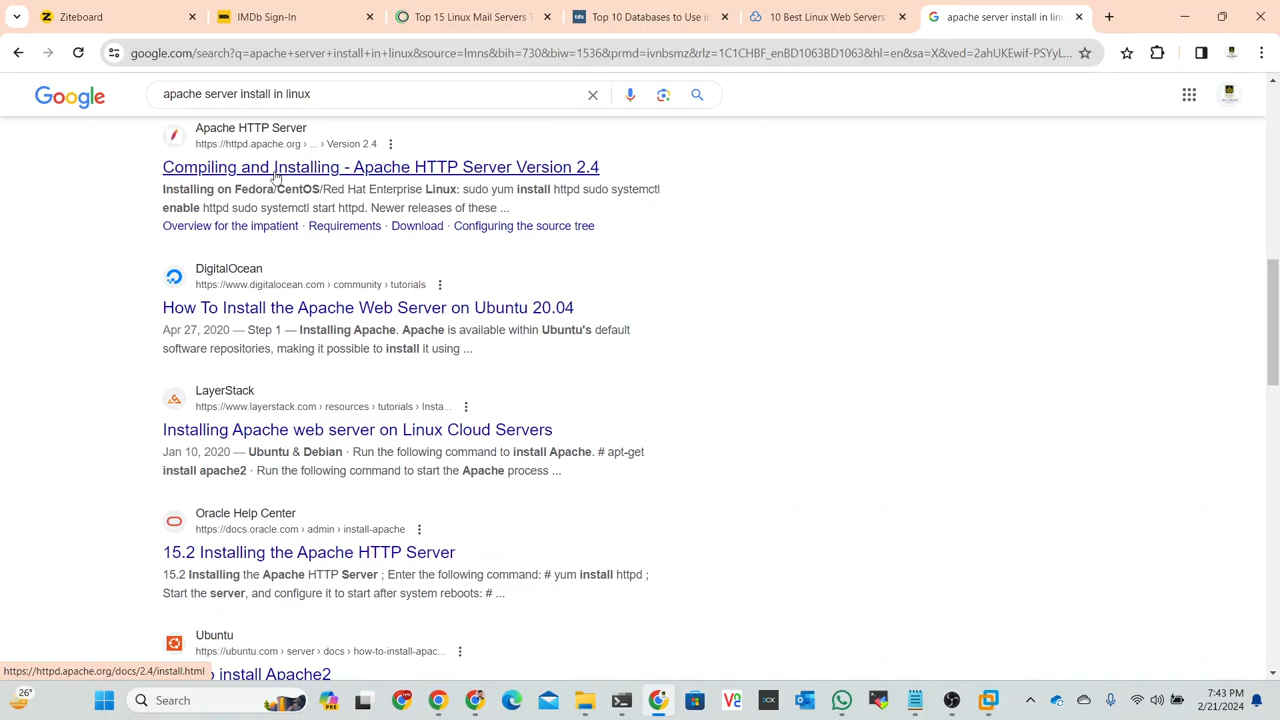 Ziteboard
IMDb Sign-In
Top 15 Linux Mail Servers T
Top 10 Databases to Use in
10 Best Linux Web Servers
apache server install in linu
google.com/search?q=apache+server+install+in+linux&source=lmns&bih=730&biw=1536&prmd=ivnbsmz&rlz=1C1CHBF_enBD1063BD1063&hl=en&sa=X&ved=2ahUKEwif-PSYyL...
Google
apache server install in linux
Apache HTTP Server
https://httpd.apache.org › ... › Version 2.4
Compiling and Installing - Apache HTTP Server Version 2.4
Installing on Fedora/CentOS/Red Hat Enterprise Linux: sudo yum install httpd sudo systemctl
enable httpd sudo systemctl start httpd. Newer releases of these ...
Overview for the impatient · Requirements · Download · Configuring the source tree
DigitalOcean
https://www.digitalocean.com › community › tutorials
How To Install the Apache Web Server on Ubuntu 20.04
Apr 27, 2020 — Step 1 — Installing Apache. Apache is available within Ubuntu's default
software repositories, making it possible to install it using ...
LayerStack
https://www.layerstack.com › resources › tutorials › Insta...
Installing Apache web server on Linux Cloud Servers
Jan 10, 2020 — Ubuntu & Debian · Run the following command to install Apache. # apt-get
install apache2 · Run the following command to start the Apache process ...
Oracle Help Center
https://docs.oracle.com › admin › install-apache
15.2 Installing the Apache HTTP Server
15.2 Installing the Apache HTTP Server ; Enter the following command: # yum install httpd ;
Start the server, and configure it to start after system reboots: # ...
Ubuntu
https://ubuntu.com › server › docs › how-to-install-apac...
install Apache2
https://httpd.apache.org/docs/2.4/install.html
26°
Search
7:43 PM
2/21/2024